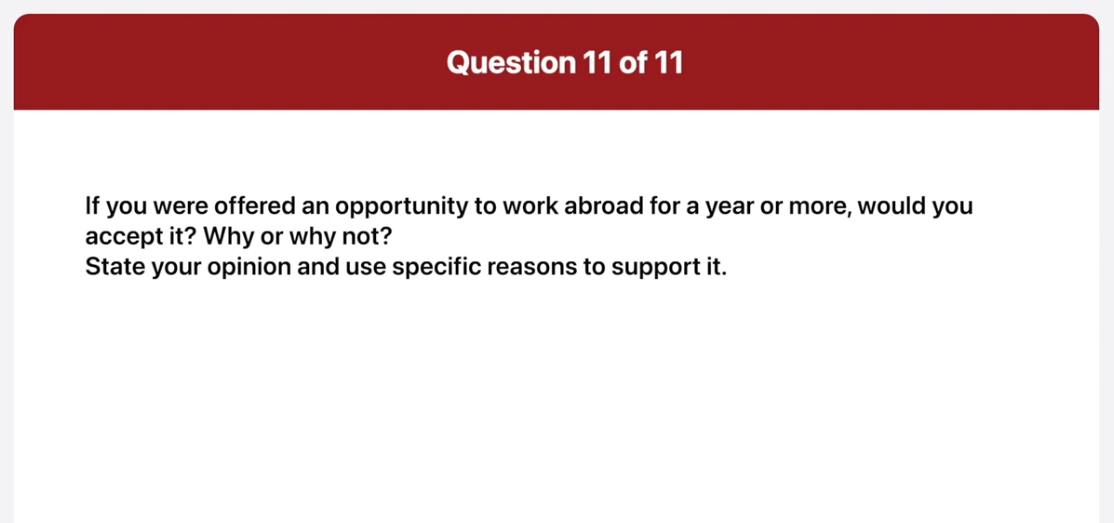 Question 11 of 11
If you were offered an opportunity to work abroad for a year or more, would you
accept it? Why or why not?
State your opinion and use specific reasons to support it.